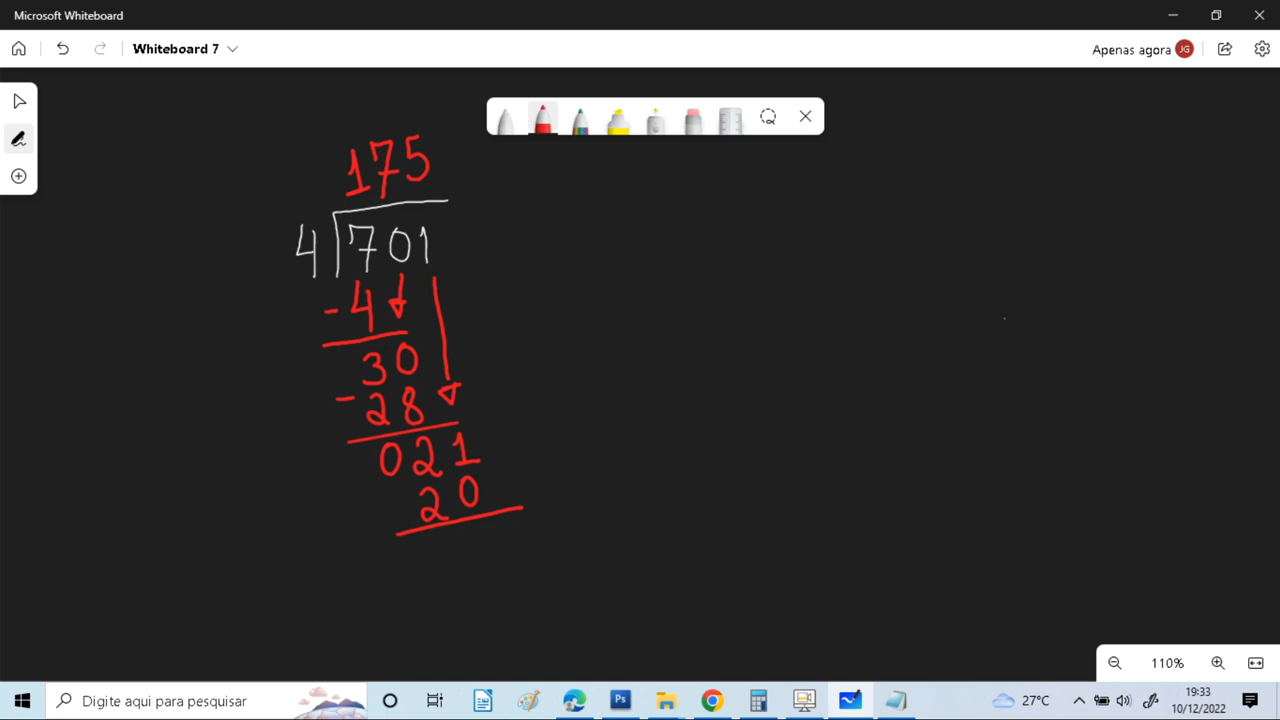 Microsoft Whiteboard
Whiteboard 7
Apenas agora JG
175
4 701
- 4
30
- 28
021
20
110%
Digite aqui para pesquisar
27°C
19:33
10/12/2022